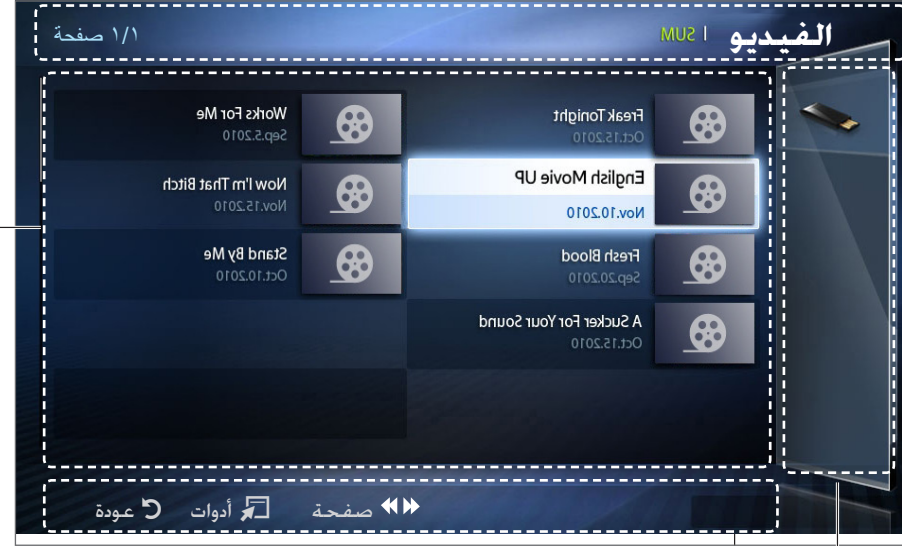 الفيديو
SUM
١/١ صفحة
Freak Tonight
Oct.15.2010
English Movie UP
Nov.10.2010
Fresh Blood
Sep.20.2010
A Sucker For Your Sound
Oct.15.2010
Works For Me
Sep.5.2010
Now I'm That Bitch
Nov.15.2010
Stand By Me
Oct.10.2010
صفحة أدوات عودة